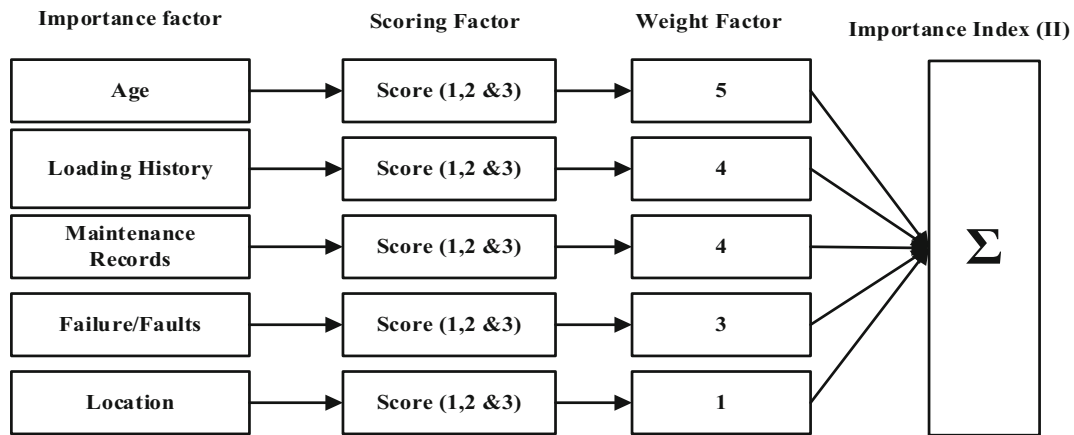 Importance factor
Scoring Factor
Weight Factor
Importance Index (II)
Age
Score (1,2 &3)
5
Loading History
Score (1,2 &3)
4
Maintenance
Records
Score (1,2 &3)
4
Failure/Faults
Score (1,2 &3)
3
Location
Score (1,2 &3)
1
Σ